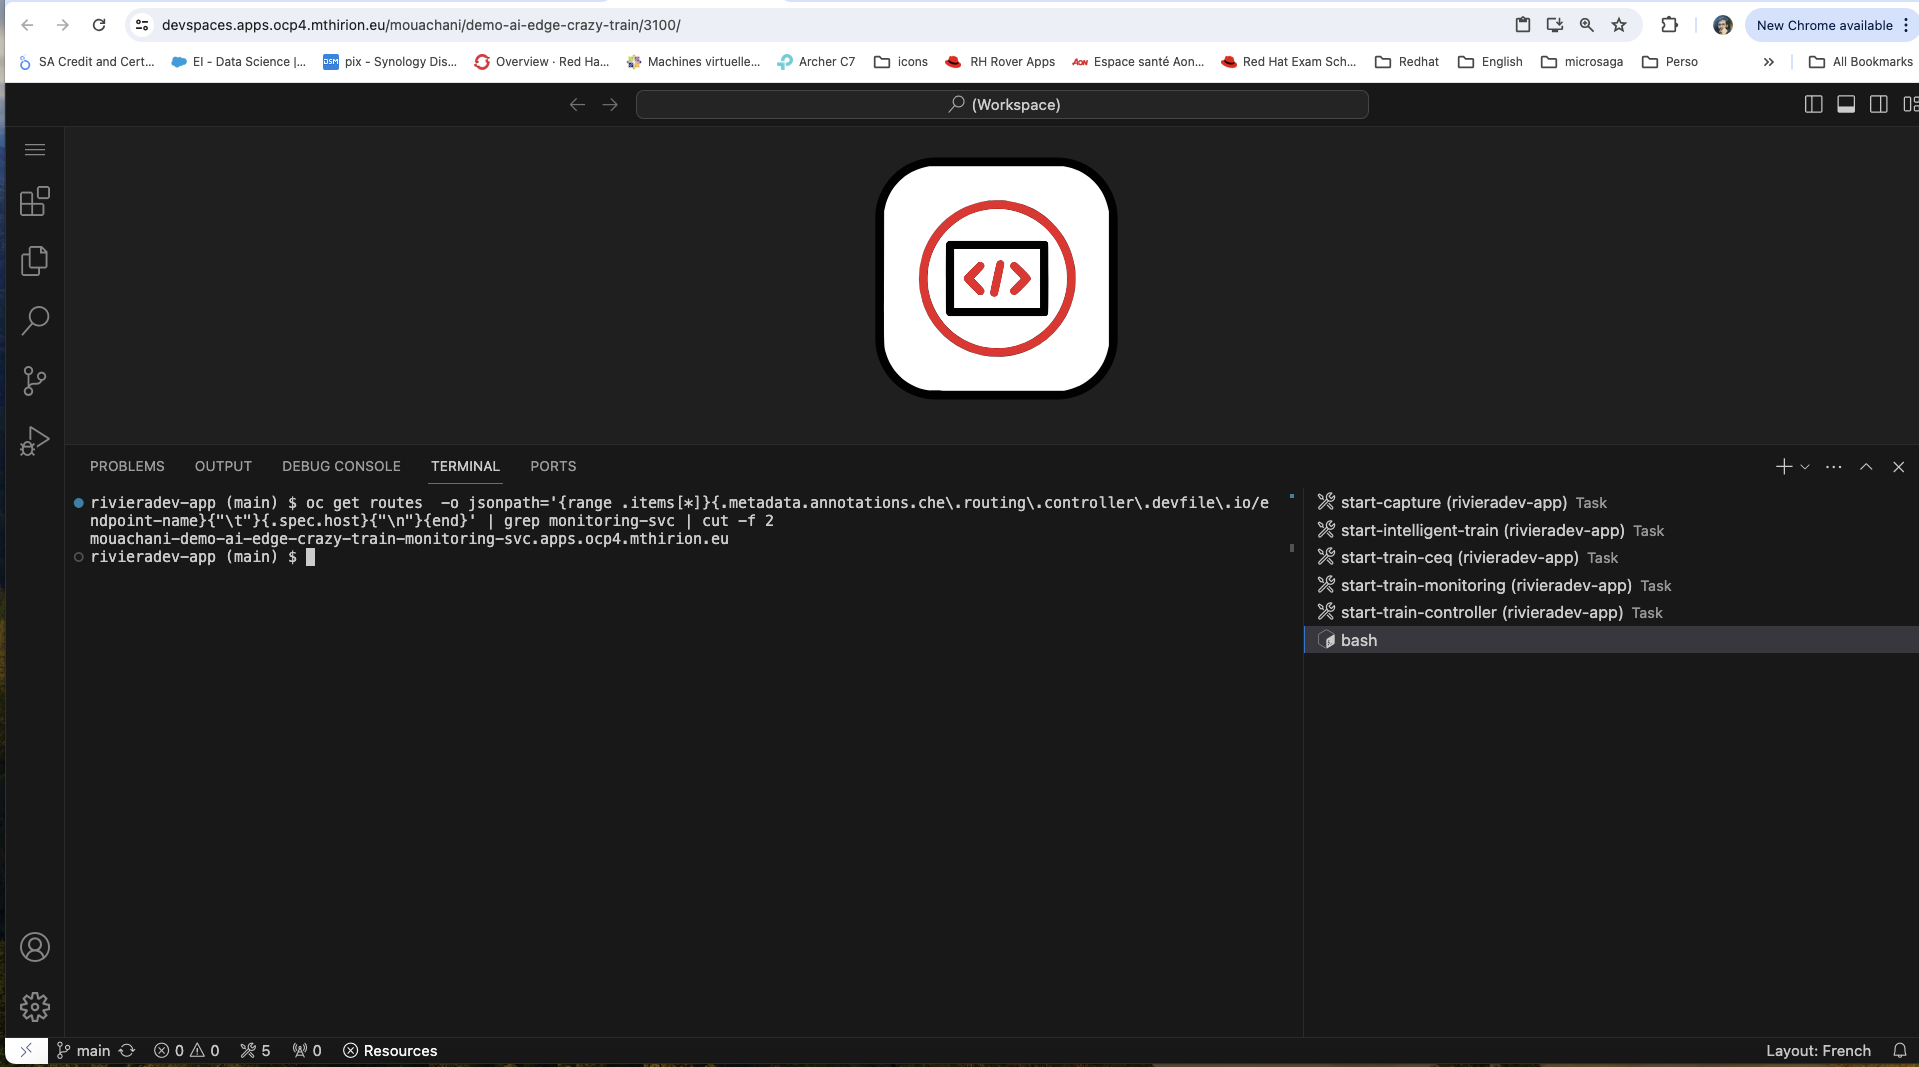 devspaces.apps.ocp4.mthirion.eu/mouachani/demo-ai-edge-crazy-train/3100/
New Chrome available
SA Credit and Cert...
EI - Data Science |...
DSM
pix - Synology Dis...
Overview · Red Ha...
Machines virtuelle...
Archer C7
icons
RH Rover Apps
AON
Espace santé Aon...
Red Hat Exam Sch...
Redhat
English
microsaga
Perso
»
All Bookmarks
(Workspace)
</>
PROBLEMS
OUTPUT
DEBUG CONSOLE
TERMINAL
PORTS
rivieradev-app (main) $ oc get routes  -o jsonpath='{range .items[*]}{.metadata.annotations.che\.routing\.controller\.devfile\.io/e
ndpoint-name}{"\t"}{.spec.host}{"\n"}{end}' | grep monitoring-svc | cut -f 2
mouachani-demo-ai-edge-crazy-train-monitoring-svc.apps.ocp4.mthirion.eu
rivieradev-app (main) $
start-capture (rivieradev-app) Task
start-intelligent-train (rivieradev-app) Task
start-train-ceq (rivieradev-app) Task
start-train-monitoring (rivieradev-app) Task
start-train-controller (rivieradev-app) Task
bash
main
0
0
5
0
Resources
Layout: French